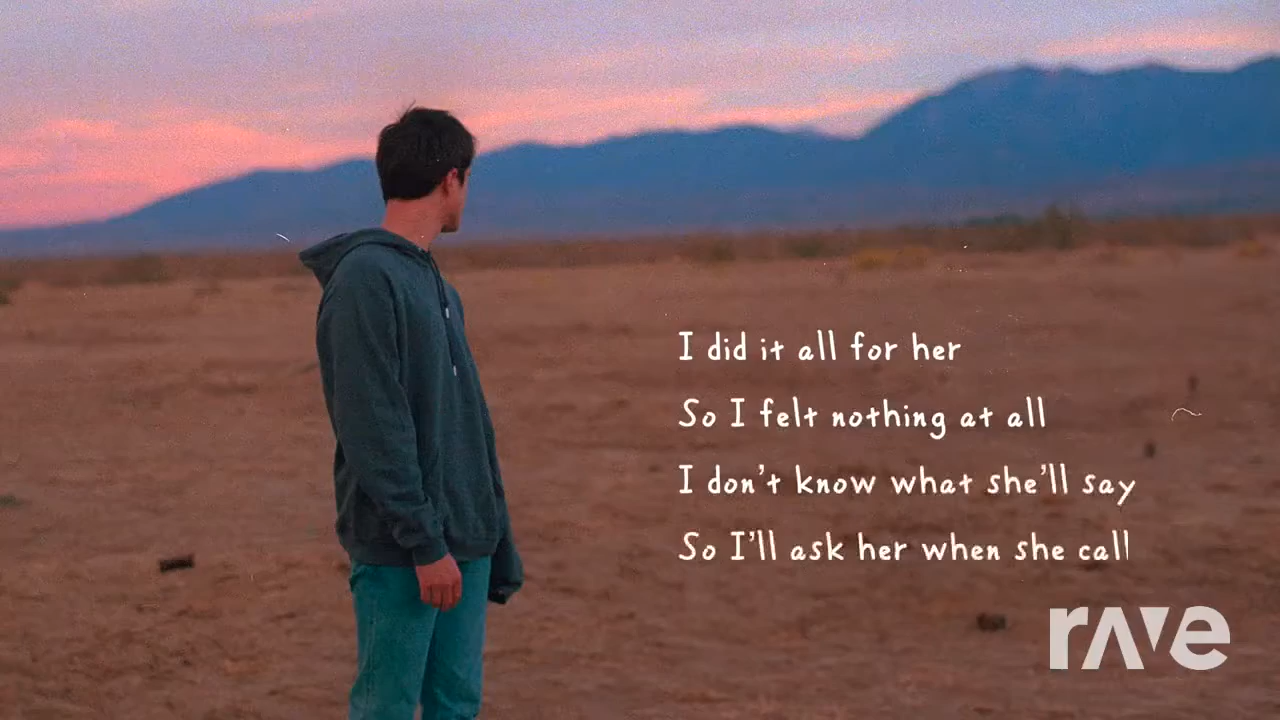 I did it all for her
So I felt nothing at all
I don't know what she'll say
So I'll ask her when she call
rave